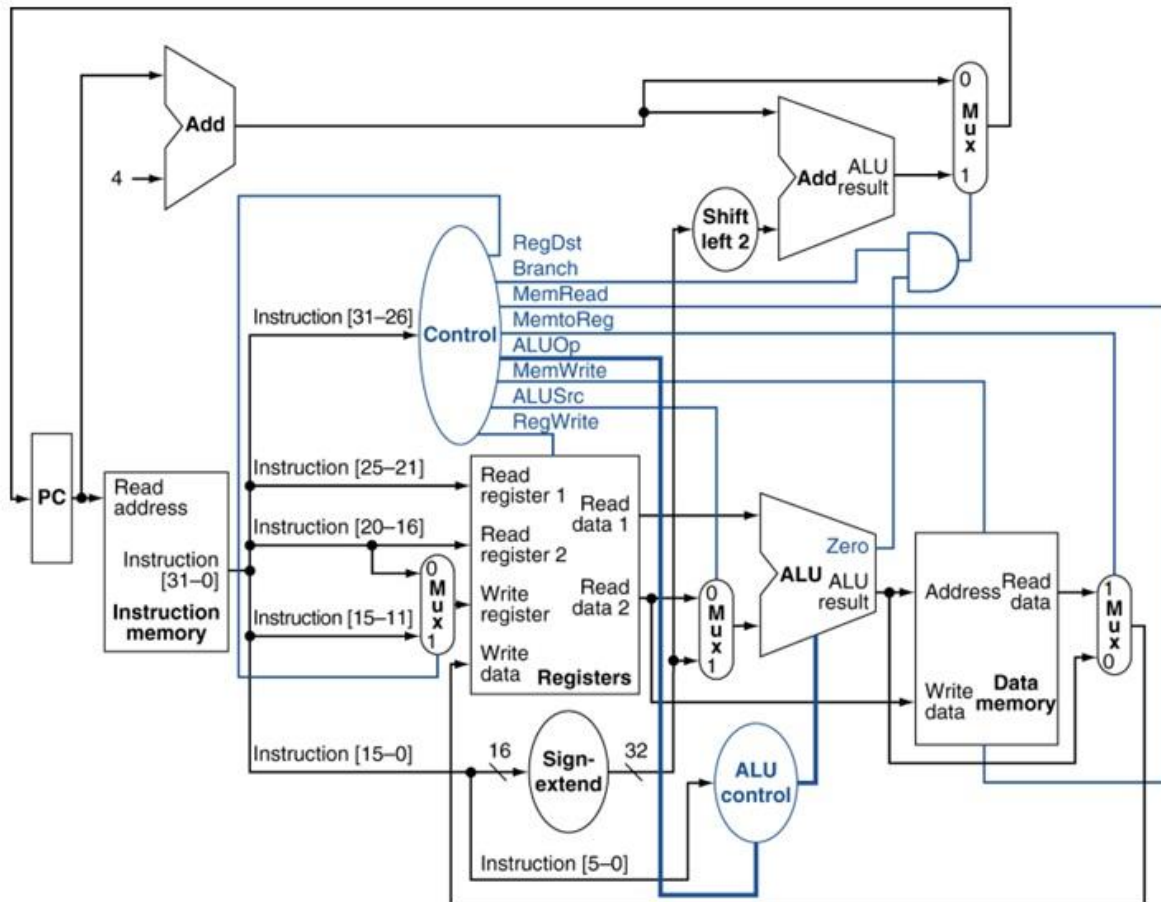 Add
4
0
M
u
x
1
Add
ALU
result
Shift
left 2
RegDst
Branch
MemRead
MemtoReg
ALUOp
MemWrite
ALUSrc
RegWrite
Control
Instruction [31–26]
Instruction [25–21]
Instruction [20–16]
Instruction [15–11]
Instruction [15–0]
Instruction [5–0]
PC
Read
address
Instruction
[31–0]
Instruction
memory
0
M
u
x
1
Read
register 1
Read
register 2
Write
register
Write
data
Read
data 1
Read
data 2
Registers
0
M
u
x
1
Zero
ALU
ALU
result
Address
Read
data
Write
data
Data
memory
1
M
u
x
0
16
Sign-
extend
32
ALU
control